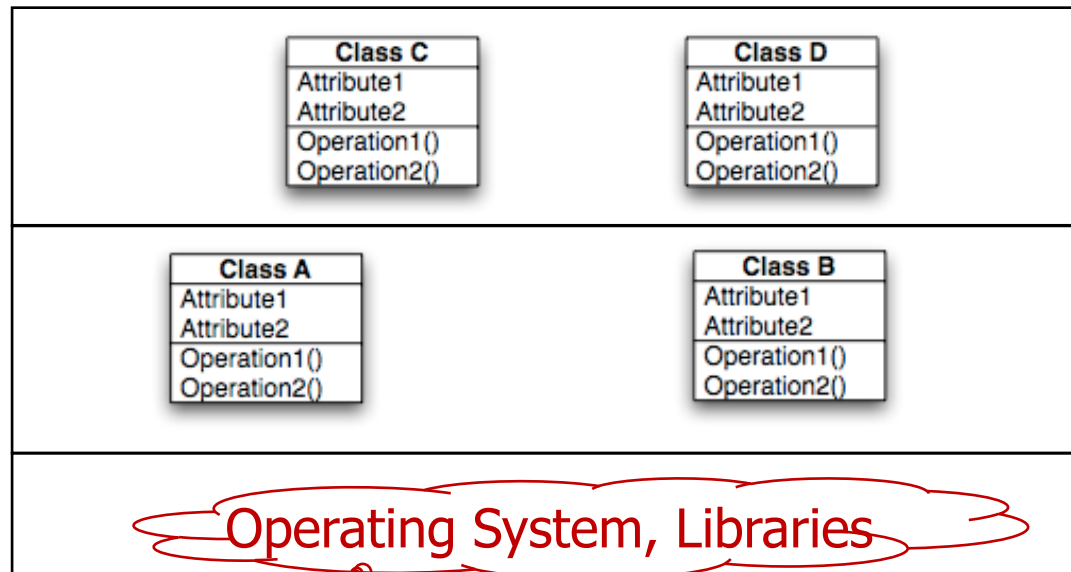 Class C
Attribute1
Attribute2
Operation1()
Operation2()
Class D
Attribute1
Attribute2
Operation1()
Operation2()
Class A
Attribute1
Attribute2
Operation1()
Operation2()
Class B
Attribute1
Attribute2
Operation1()
Operation2()
Operating System, Libraries